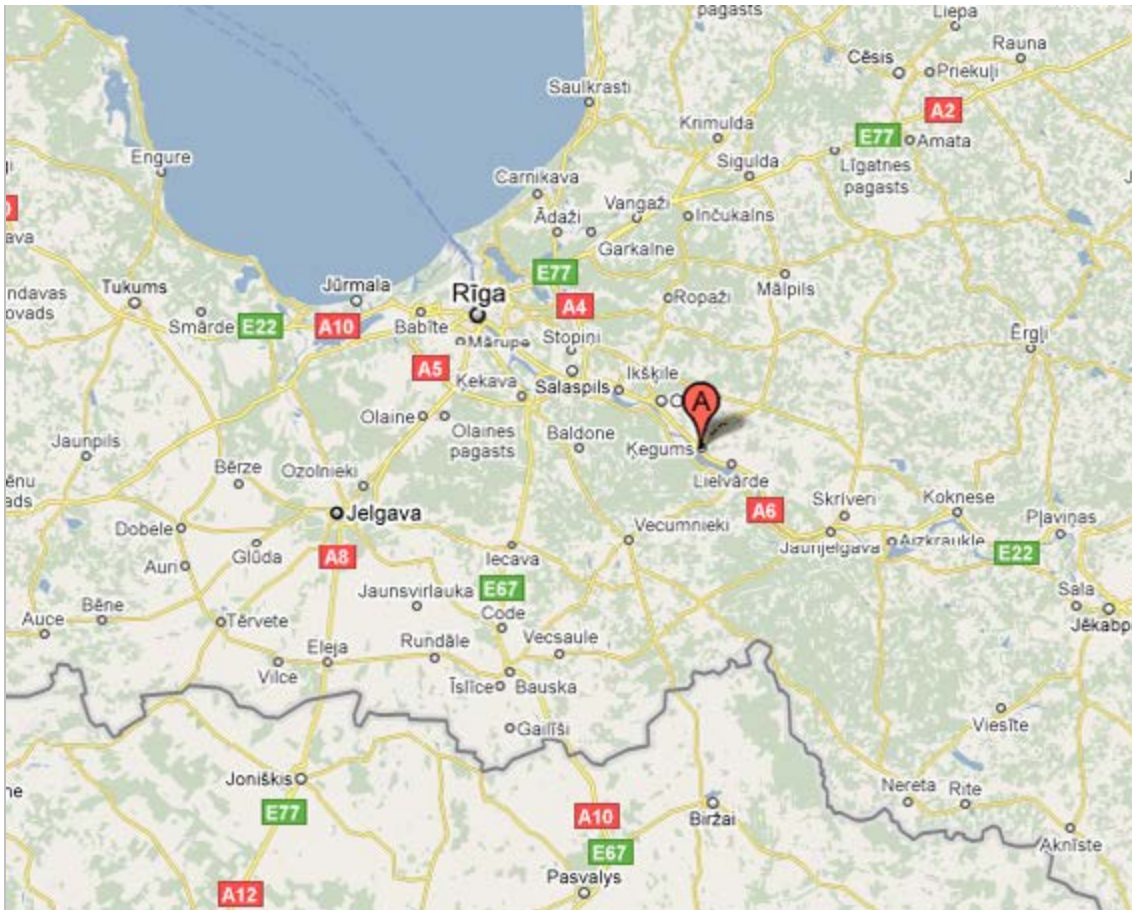 pagasts
Liepa
Rauna
Cēsis
Priekuļi
Saulkrasti
A2
Krimulda
E77
Amata
Engure
Sigulda
Līgatnes
pagasts
Carnikava
Vangaži
Inčukalns
Ādaži
Garkalne
E77
Mālpils
Tukums
Jūrmala
Rīga
A4
Ropaži
Smārde
E22
A10
Babīte
Mārupe
Stopiņi
Ērgļi
A5
Ikšķile
Ķekava
Salaspils
A
Olaine
Olaines
pagasts
Baldone
Ķegums
Jaunpils
Lielvārde
Bērze
Ozolnieki
Skrīveri
Koknese
A6
Jelgava
Pļaviņas
Dobele
Vecumnieki
Jaunjelgava
Aizkraukle
E22
Glūda
A8
Iecava
Auri
E67
Jaunsvirlauka
Sala
Bēne
Code
Jēkabp
Auce
Tērvete
Eleja
Rundāle
Vecsaule
Vilce
Īslīce
Bauska
Viesīte
Gailīši
Joniškis
Nereta
Rite
E77
A10
Biržai
Aknīste
E67
Pasvalys
A12
ava
ndavas
ovads
ēnu
ads
ne